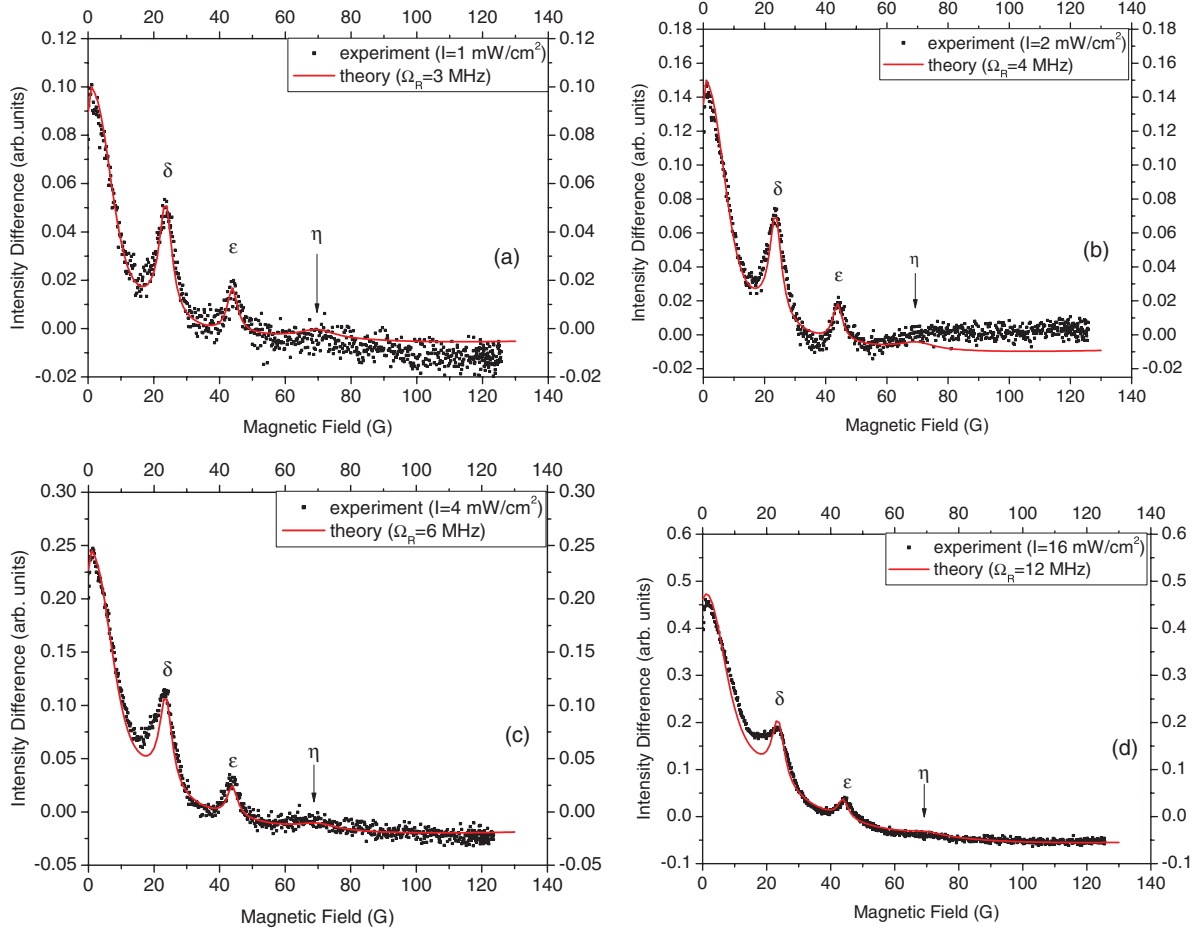 0 20 40 60 80 100 120 140
experiment (I=1 mW/cm²)
theory (Ω_R=3 MHz)
0.12 0.12
0.10 0.10
0.08 0.08
0.06 0.06
0.04 0.04
0.02 0.02
0.00 0.00
-0.02 -0.02
Intensity Difference (arb. units)
δ
ε
η
(a)
0 20 40 60 80 100 120 140
Magnetic Field (G)
0 20 40 60 80 100 120 140
experiment (I=2 mW/cm²)
theory (Ω_R=4 MHz)
0.18 0.18
0.16 0.16
0.14 0.14
0.12 0.12
0.10 0.10
0.08 0.08
0.06 0.06
0.04 0.04
0.02 0.02
0.00 0.00
-0.02 -0.02
Intensity Difference (arb. units)
δ
ε
η
(b)
0 20 40 60 80 100 120 140
Magnetic Field (G)
0 20 40 60 80 100 120 140
experiment (I=4 mW/cm²)
theory (Ω_R=6 MHz)
0.30 0.30
0.25 0.25
0.20 0.20
0.15 0.15
0.10 0.10
0.05 0.05
0.00 0.00
-0.05 -0.05
Intensity Difference (arb. units)
δ
ε
η
(c)
0 20 40 60 80 100 120 140
Magnetic Field (G)
0 20 40 60 80 100 120 140
experiment (I=16 mW/cm²)
theory (Ω_R=12 MHz)
0.6 0.6
0.5 0.5
0.4 0.4
0.3 0.3
0.2 0.2
0.1 0.1
0.0 0.0
-0.1 -0.1
Intensity Difference (arb. units)
δ
ε
η
(d)
0 20 40 60 80 100 120 140
Magnetic Field (G)